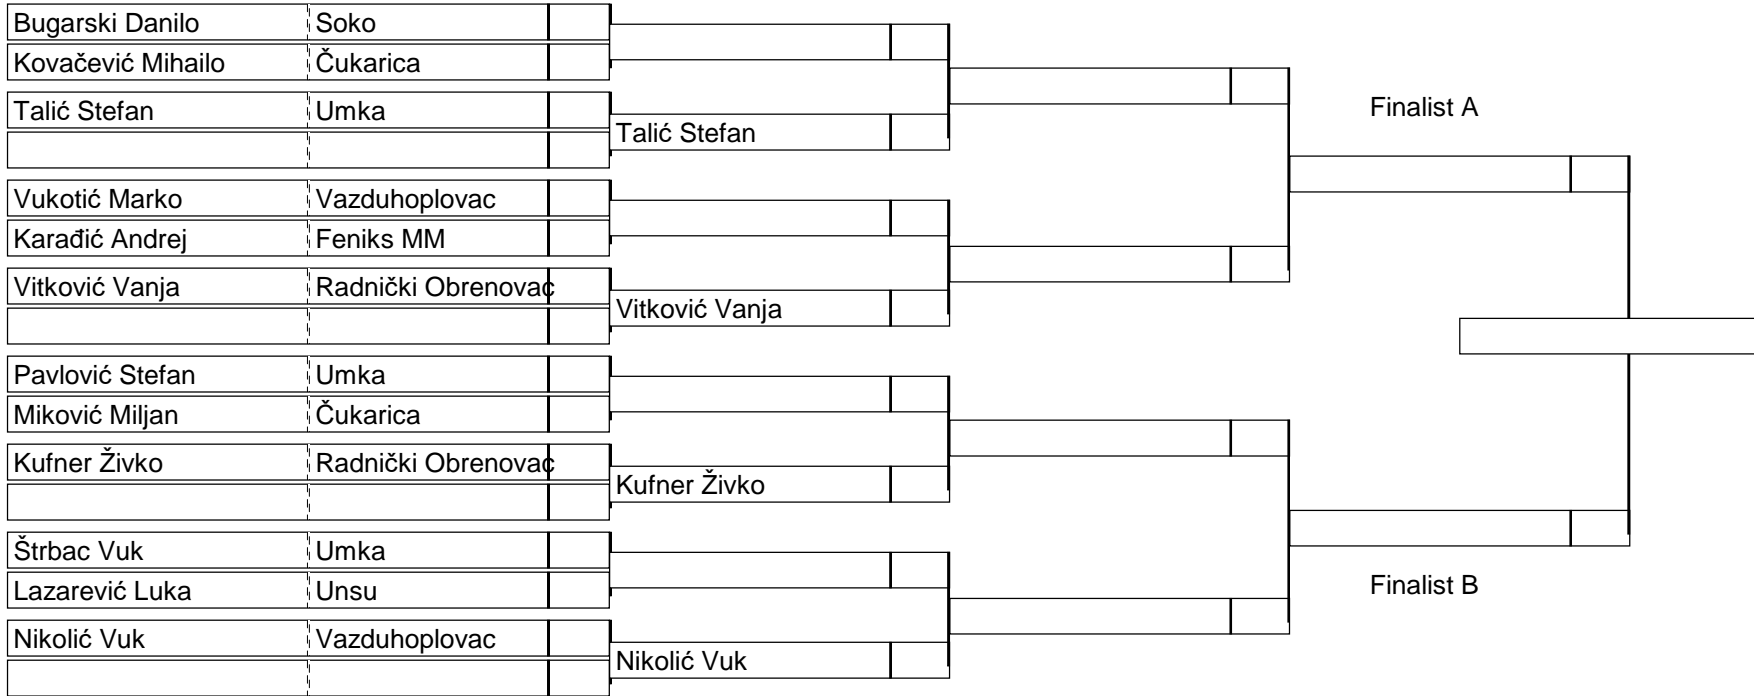 Bugarski Danilo Soko
Kovačević Mihailo Čukarica
Talić Stefan Umka
Talić Stefan
Vukotić Marko Vazduhoplovac
Karađić Andrej Feniks MM
Vitković Vanja Radnički Obrenovac
Vitković Vanja
Pavlović Stefan Umka
Miković Miljan Čukarica
Kufner Živko Radnički Obrenovac
Kufner Živko
Štrbac Vuk Umka
Lazarević Luka Unsu
Nikolić Vuk Vazduhoplovac
Nikolić Vuk
Finalist A
Finalist B